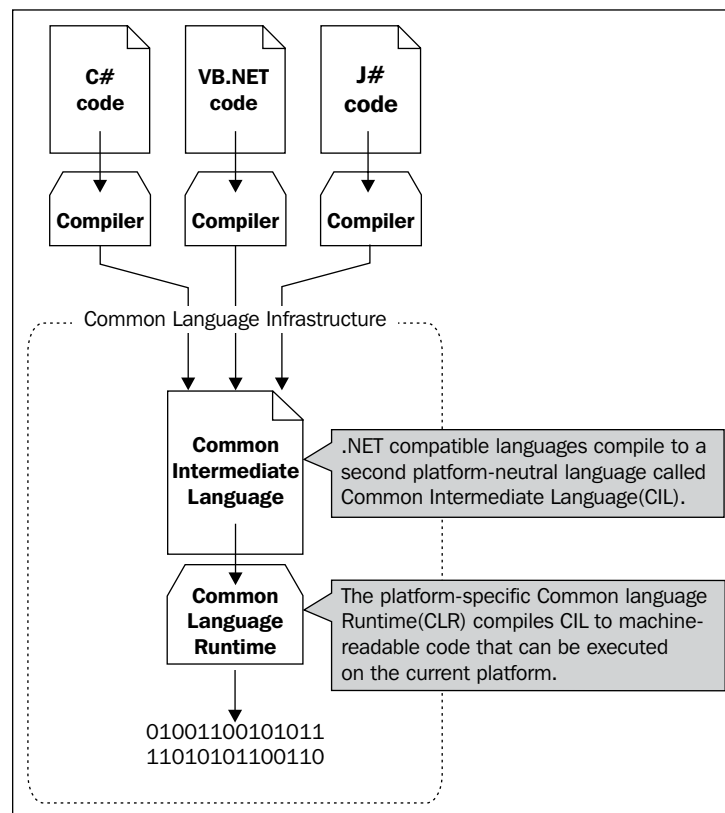 C#
code
VB.NET
code
J#
code
Compiler
Compiler
Compiler
Common Language Infrastructure
Common
Intermediate
Language
.NET compatible languages compile to a
second platform-neutral language called
Common Intermediate Language(CIL).
Common
Language
Runtime
The platform-specific Common language
Runtime(CLR) compiles CIL to machine-
readable code that can be executed
on the current platform.
01001100101011
11010101100110